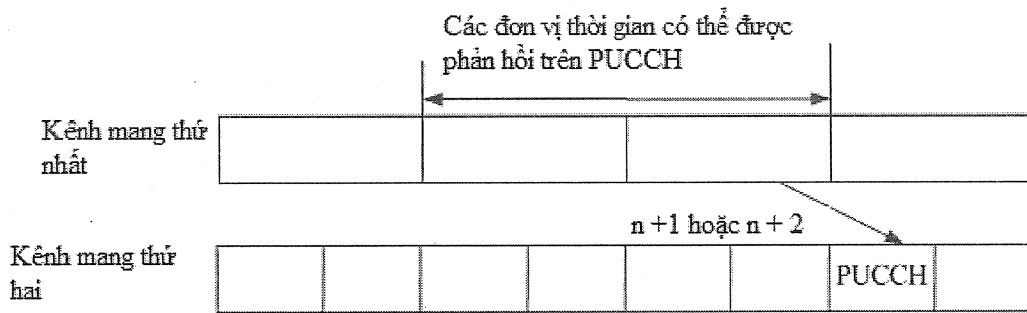 Các đơn vị thời gian có thể được
phản hồi trên PUCCH
Kênh mang thứ
nhất
n +1 hoặc n + 2
Kênh mang thứ
hai
PUCCH